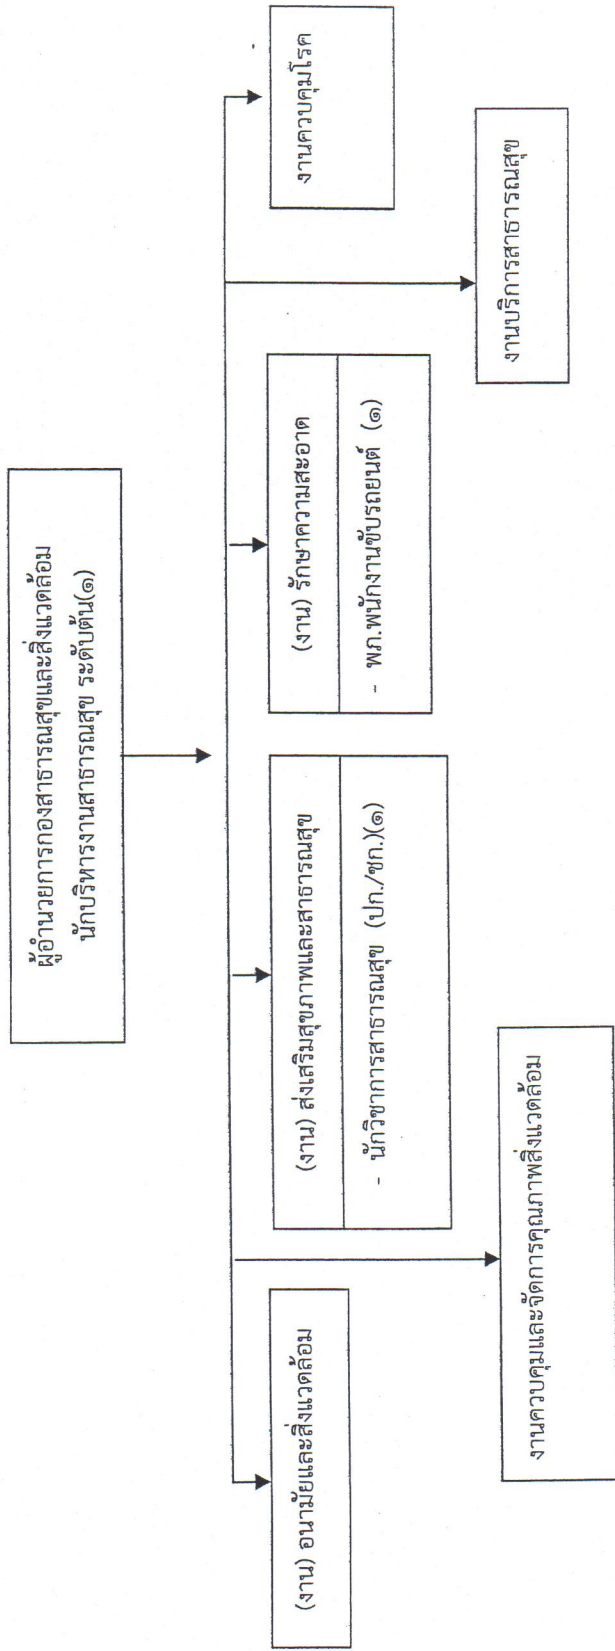 ผู้อำนวยการกองสาธารณสุขและสิ่งแวดล้อม
นักบริหารงานสาธารณสุข ระดับต้น(๑)
(งาน) อนามัยและสิ่งแวดล้อม
(งาน) ส่งเสริมสุขภาพและสาธารณสุข
- นักวิชาการสาธารณสุข (ปก./ชก.)(๑)
(งาน) รักษาความสะอาด
- พภ.พนักงานขับรถยนต์ (๑)
งานควบคุมโรค
งานควบคุมและจัดการคุณภาพสิ่งแวดล้อม
งานบริการสาธารณสุข